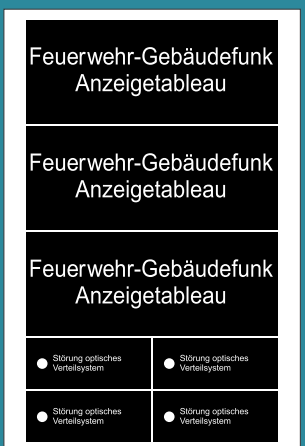 Feuerwehr-Gebäudefunk
Anzeigetableau
Feuerwehr-Gebäudefunk
Anzeigetableau
Feuerwehr-Gebäudefunk
Anzeigetableau
Störung optisches
Verteilsystem
Störung optisches
Verteilsystem
Störung optisches
Verteilsystem
Störung optisches
Verteilsystem